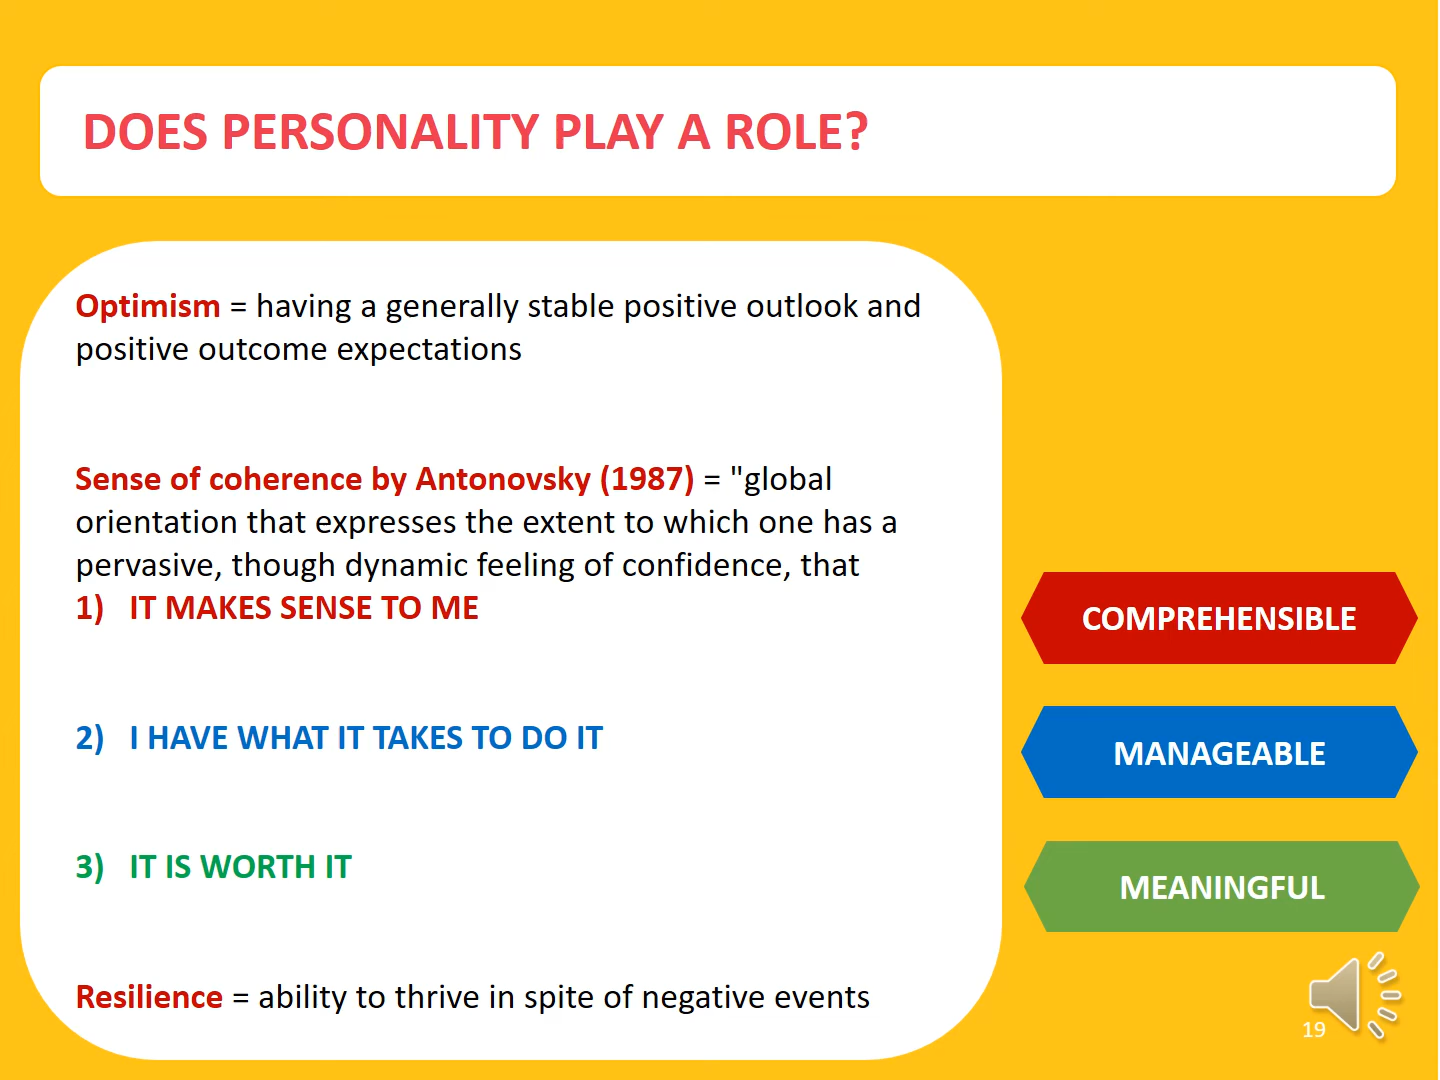 DOES PERSONALITY PLAY A ROLE?
Optimism = having a generally stable positive outlook and
positive outcome expectations
Sense of coherence by Antonovsky (1987) = "global
orientation that expresses the extent to which one has a
pervasive, though dynamic feeling of confidence, that
1) IT MAKES SENSE TO ME
COMPREHENSIBLE
2) I HAVE WHAT IT TAKES TO DO IT
MANAGEABLE
3) IT IS WORTH IT
MEANINGFUL
Resilience = ability to thrive in spite of negative events
19